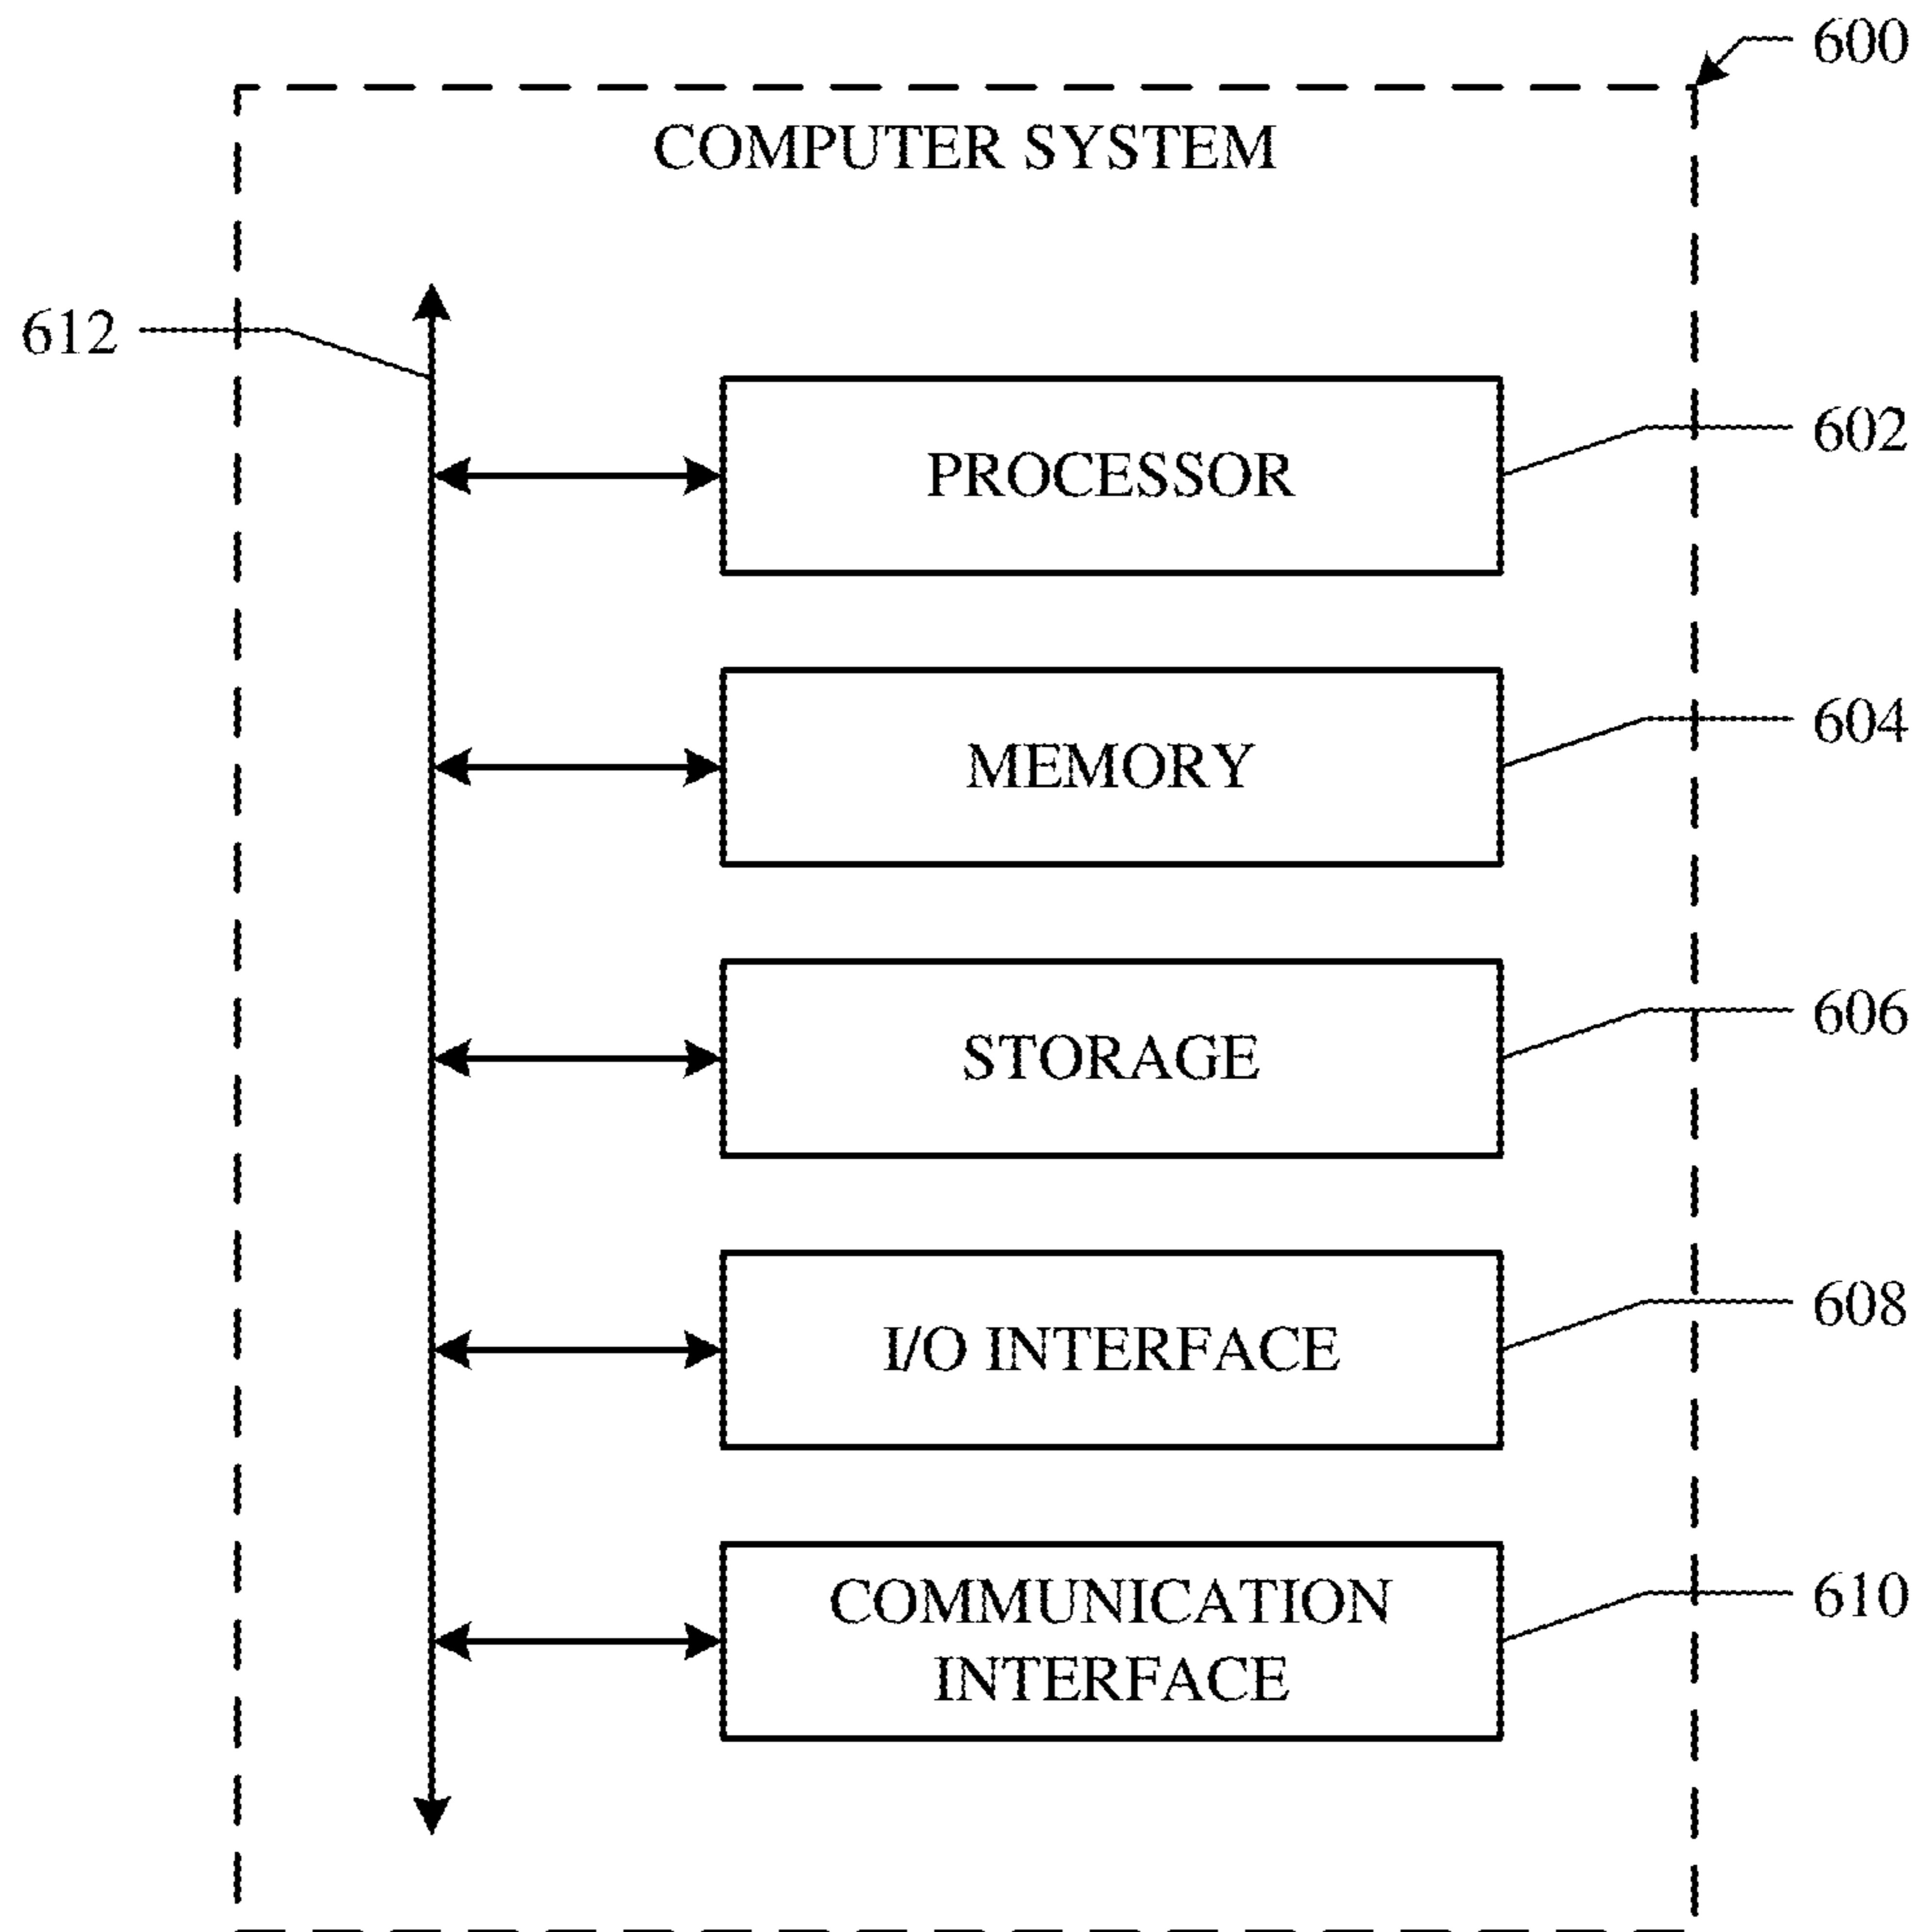 600
COMPUTER SYSTEM
612
PROCESSOR
602
MEMORY
604
STORAGE
606
I/O INTERFACE
608
COMMUNICATION
INTERFACE
610